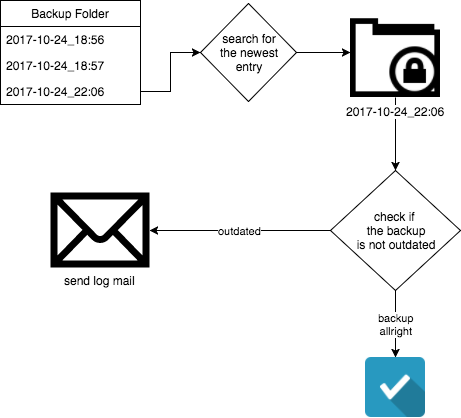 Backup Folder
2017-10-24_18:56
2017-10-24_18:57
2017-10-24_22:06
search for
the newest
entry
2017-10-24_22:06
check if
the backup
is not outdated
outdated
send log mail
backup
allright